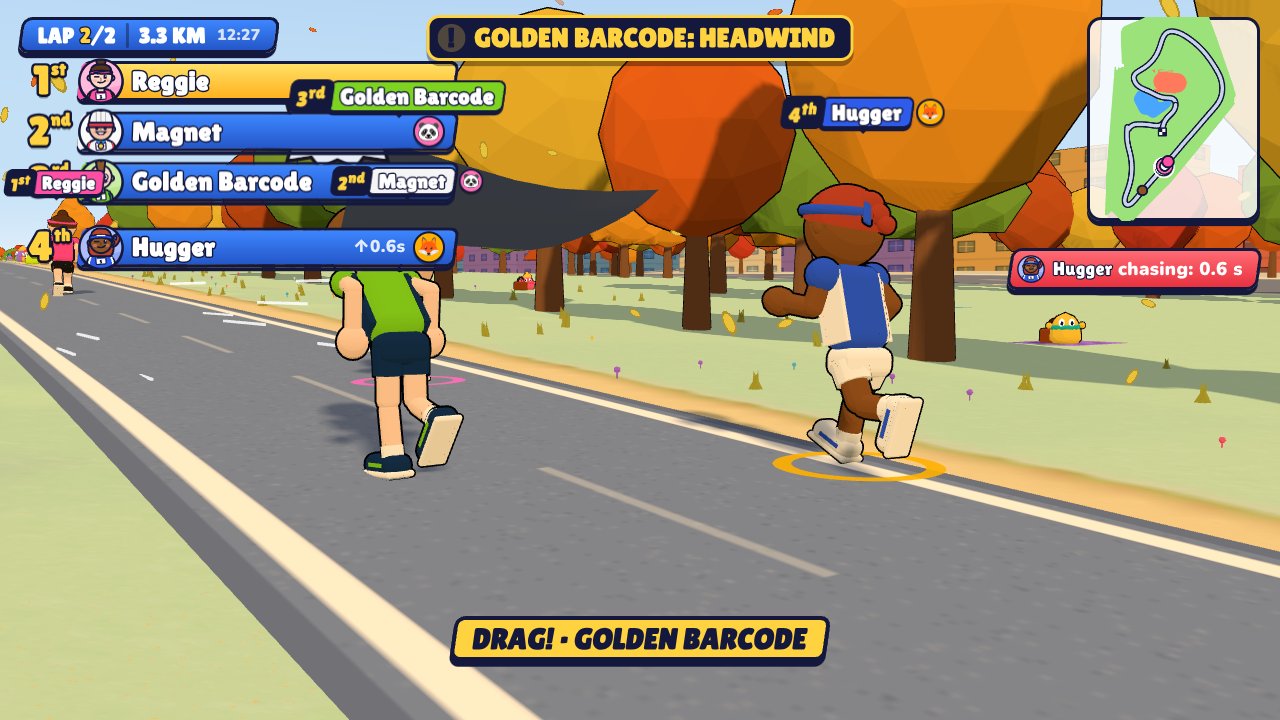 LAP 2/2 3.3 KM 12:27
! GOLDEN BARCODE: HEADWIND
1st Reggie
3rd Golden Barcode
4th Hugger
2nd Magnet
1st Reggie
3rd Golden Barcode
2nd Magnet
4th Hugger ↑0.6s
Hugger chasing: 0.6 s
DRAG! · GOLDEN BARCODE